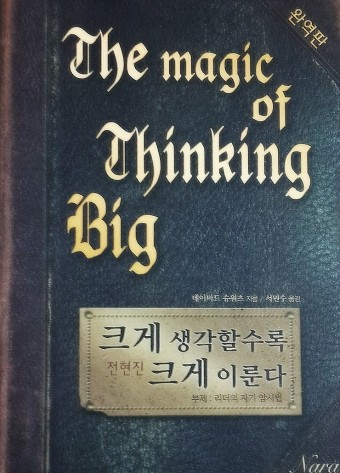 완역판
The magic
of
Thinking
Big
데이비드 슈워츠 지음 / 서민수 옮김
크게 생각할수록
전현진 크게 이룬다
부제 : 리더의 자기 암시법
Nara